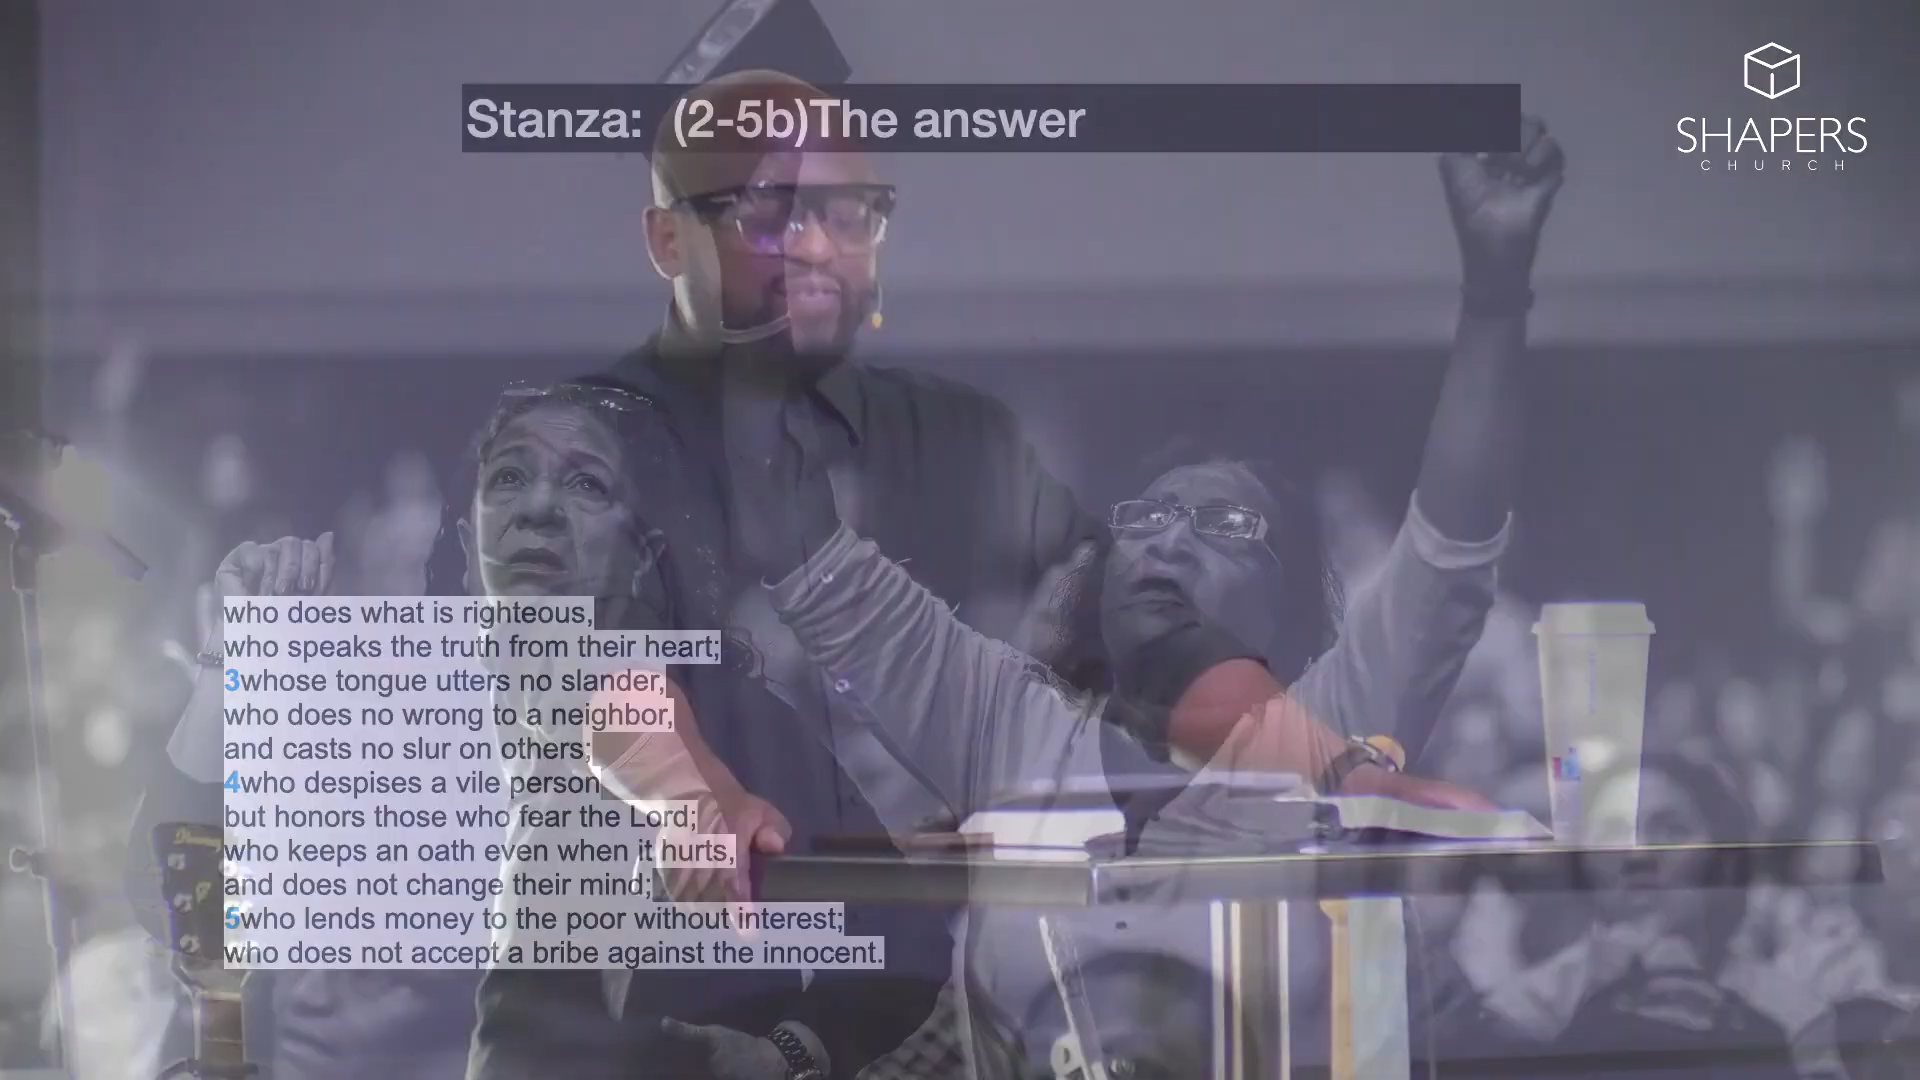 Stanza: (2-5b)The answer
SHAPERS
CHURCH
who does what is righteous,
who speaks the truth from their heart;
3whose tongue utters no slander,
who does no wrong to a neighbor,
and casts no slur on others;
4who despises a vile person
but honors those who fear the Lord;
who keeps an oath even when it hurts,
and does not change their mind;
5who lends money to the poor without interest;
who does not accept a bribe against the innocent.